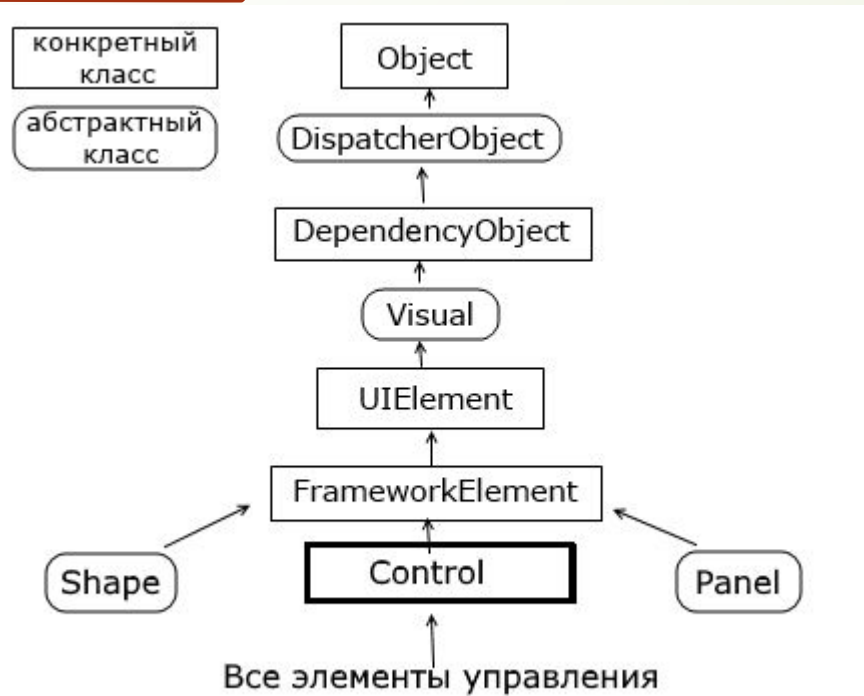 конкретный
класс
абстрактный
класс
Object
DispatcherObject
DependencyObject
Visual
UIElement
FrameworkElement
Shape
Control
Panel
Все элементы управления